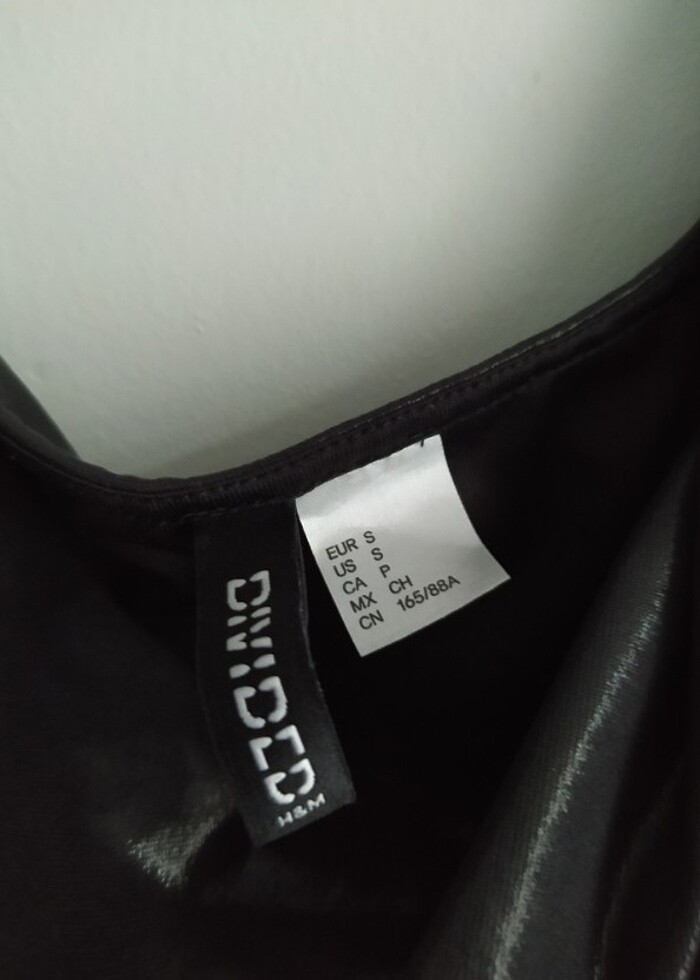 DIVIDED
H&M
EUR S
US S
CA P
MX CH
CN 165/88A